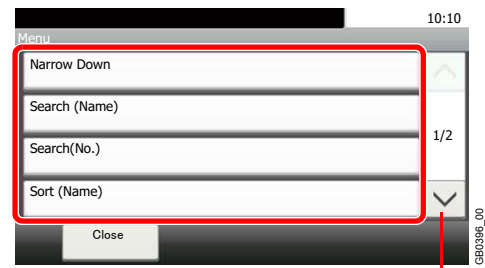 10:10
Menu
Narrow Down
Search (Name)
Search(No.)
1/2
Sort (Name)
Close
GB0396_00